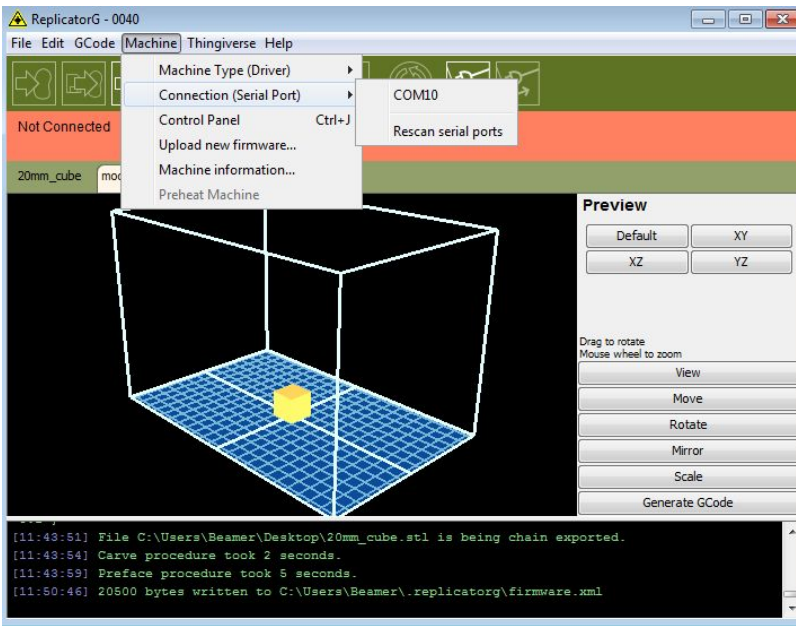 ReplicatorG - 0040
File Edit GCode Machine Thingiverse Help
Machine Type (Driver)
Connection (Serial Port)
Control Panel Ctrl+J
Upload new firmware...
Machine information...
Preheat Machine
COM10
Rescan serial ports
Not Connected
20mm_cube
Preview
Default XY
XZ YZ
Drag to rotate
Mouse wheel to zoom
View
Move
Rotate
Mirror
Scale
Generate GCode
[11:43:51] File C:\Users\Beamer\Desktop\20mm_cube.stl is being chain exported.
[11:43:54] Carve procedure took 2 seconds.
[11:43:59] Preface procedure took 5 seconds.
[11:50:46] 20500 bytes written to C:\Users\Beamer\.replicatorg\firmware.xml